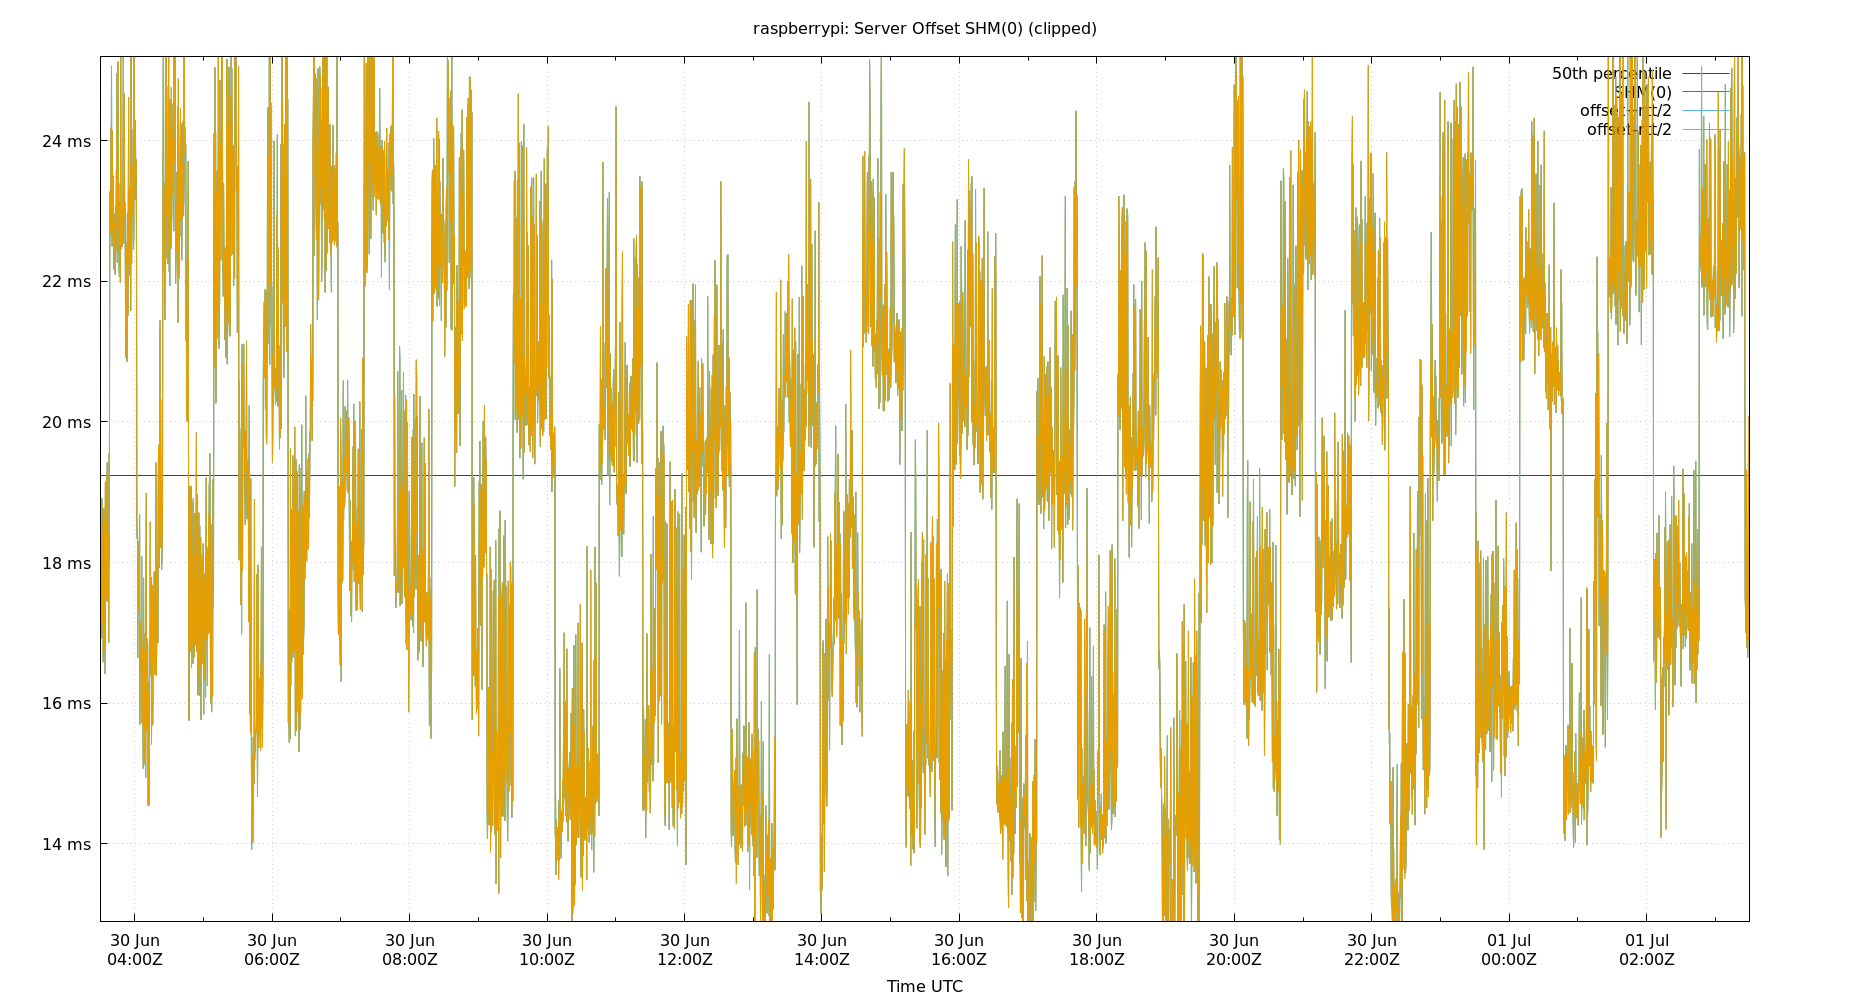 raspberrypi: Server Offset SHM(0) (clipped)
50th percentile
SHM(0)
offset+rtt/2
offset-rtt/2
24 ms
22 ms
20 ms
18 ms
16 ms
14 ms
30 Jun 30 Jun 30 Jun 30 Jun 30 Jun 30 Jun 30 Jun 30 Jun 30 Jun 30 Jun 01 Jul 01 Jul
04:00Z 06:00Z 08:00Z 10:00Z 12:00Z 14:00Z 16:00Z 18:00Z 20:00Z 22:00Z 00:00Z 02:00Z
Time UTC